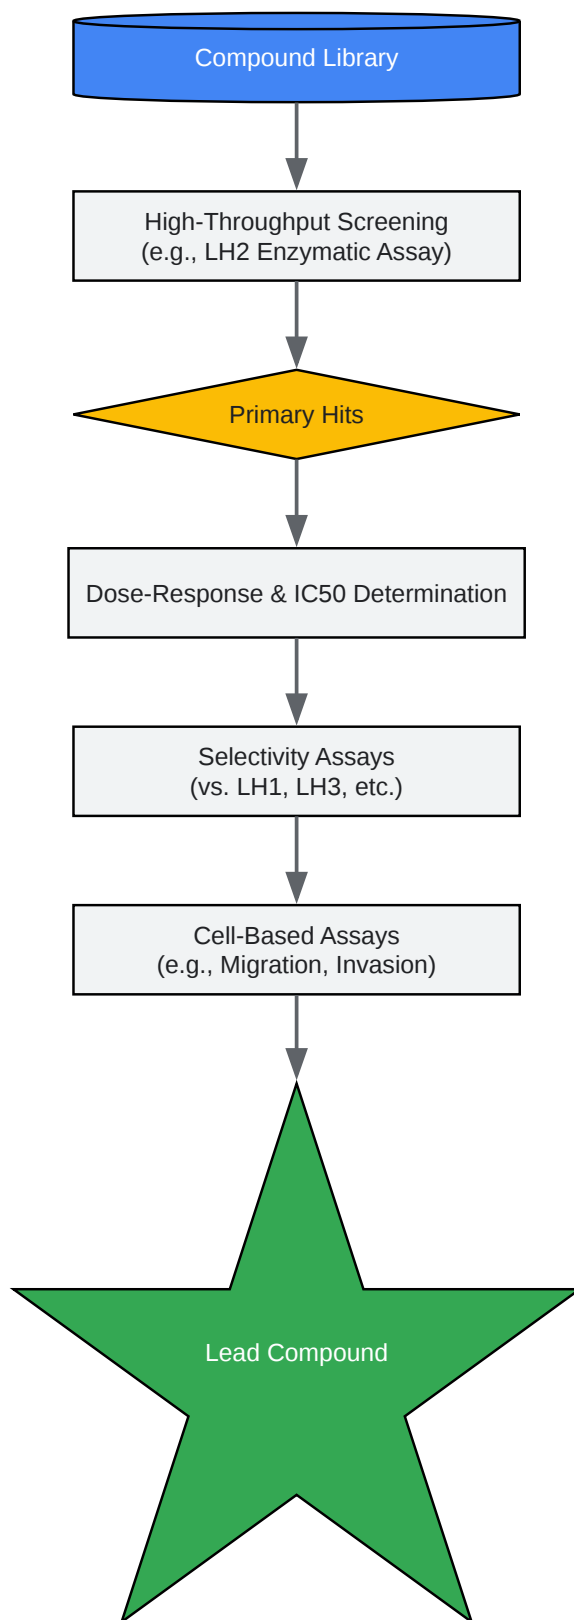 Compound Library
High-Throughput Screening
(e.g., LH2 Enzymatic Assay)
Primary Hits
Dose-Response & IC50 Determination
Selectivity Assays
(vs. LH1, LH3, etc.)
Cell-Based Assays
(e.g., Migration, Invasion)
Lead Compound